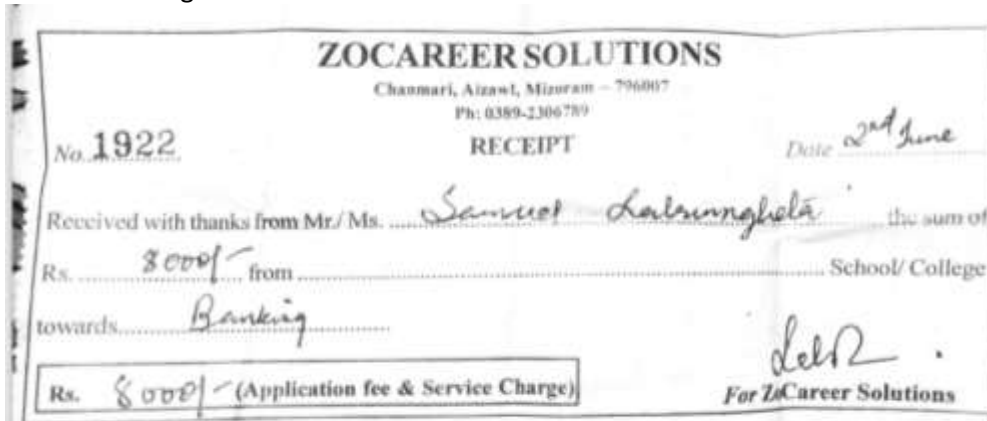 ZOCAREER SOLUTIONS
Chanmari, Aizawl, Mizoram – 796007
Ph: 0389-2306789
No. 1922 RECEIPT Date 2nd June
Received with thanks from Mr./ Ms. Samuel the sum of
Rs. 8000/- from School/ College
towards Banking
Rs. 8000/- (Application fee & Service Charge)
For ZoCareer Solutions